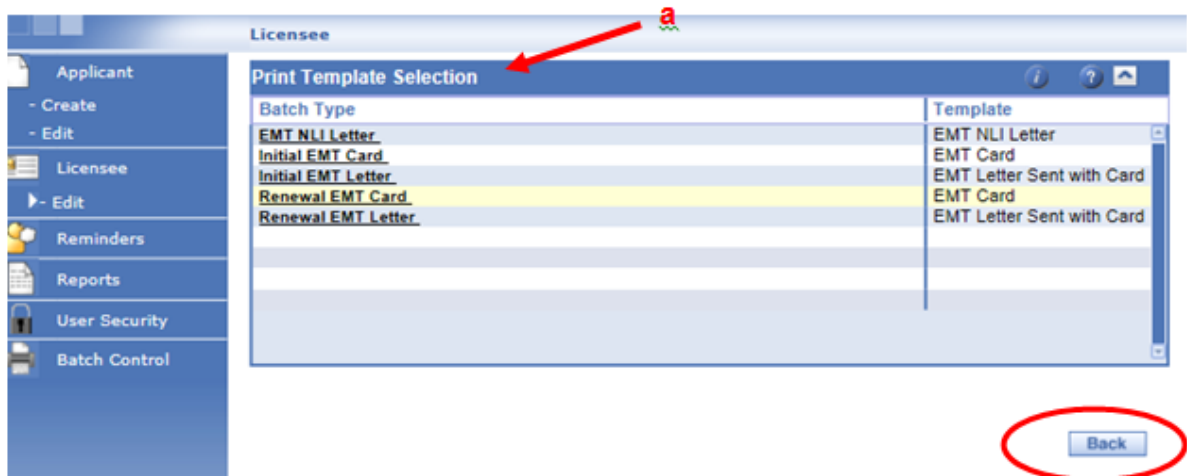 a
Licensee
Applicant
- Create
- Edit
Licensee
- Edit
Reminders
Reports
User Security
Batch Control
Print Template Selection
i ?
Batch Type Template
EMT NLI Letter EMT NLI Letter
Initial EMT Card EMT Card
Initial EMT Letter EMT Letter Sent with Card
Renewal EMT Card EMT Card
Renewal EMT Letter EMT Letter Sent with Card
Back